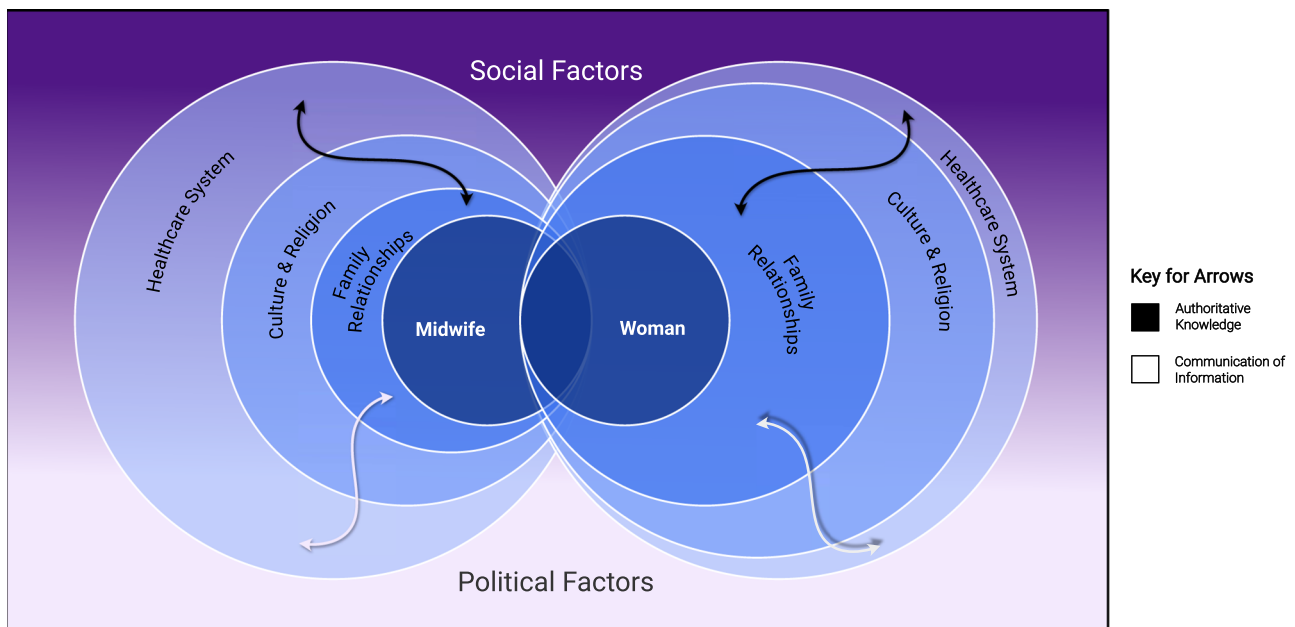 Social Factors
Healthcare System
Culture & Religion
Family
Relationships
Midwife
Woman
Family
Relationships
Culture & Religion
Healthcare System
Political Factors
Key for Arrows
Authoritative
Knowledge
Communication of
Information